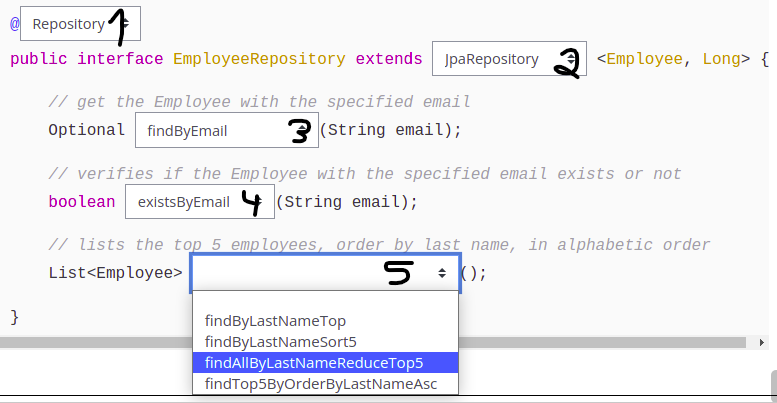 @ Repository 1
public interface EmployeeRepository extends JpaRepository 2 <Employee, Long> {
// get the Employee with the specified email
Optional findByEmail 3 (String email);
// verifies if the Employee with the specified email exists or not
boolean existsByEmail 4 (String email);
// lists the top 5 employees, order by last name, in alphabetic order
List<Employee> 5 ();
findByLastNameTop
}
findByLastNameSort5
findAllByLastNameReduceTop5
findTop5ByOrderByLastNameAsc